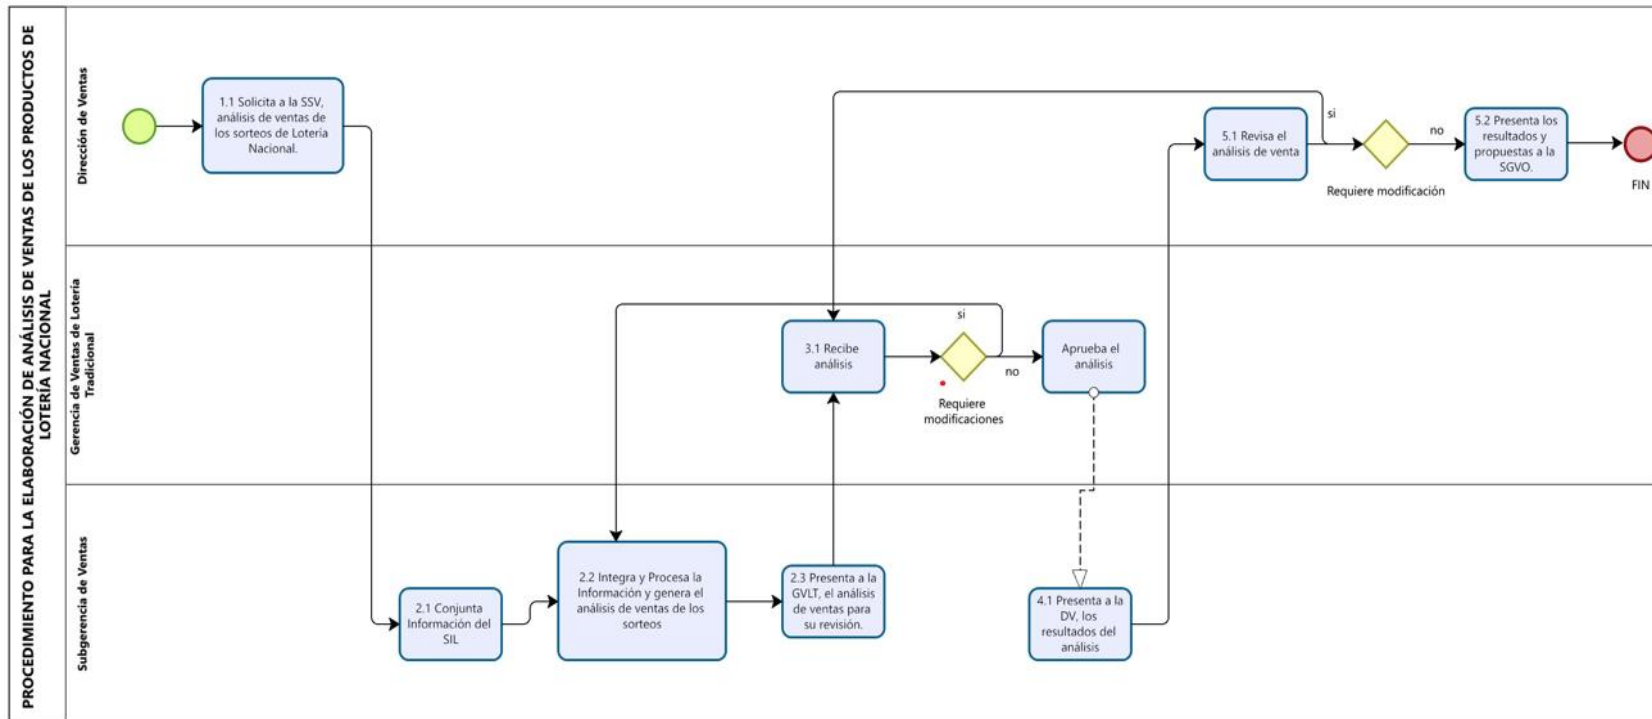 PROCEDIMIENTO PARA LA ELABORACIÓN DE ANÁLISIS DE VENTAS DE LOS PRODUCTOS DE
LOTERÍA NACIONAL
Dirección de Ventas
1.1 Solicita a la SSV,
análisis de ventas de
los sorteos de Lotería
Nacional.
5.1 Revisa el
análisis de venta
si
Requiere modificación
no
5.2 Presenta los
resultados y
propuestas a la
SGVO.
FIN
Gerencia de Ventas de Lotería
Tradicional
3.1 Recibe
análisis
si
Requiere
modificaciones
no
Aprueba el
análisis
Subgerencia de Ventas
2.1 Conjunta
Información del
SIL
2.2 Integra y Procesa la
Información y genera el
análisis de ventas de los
sorteos
2.3 Presenta a la
GVLT, el análisis
de ventas para
su revisión.
4.1 Presenta a la
DV, los
resultados del
análisis